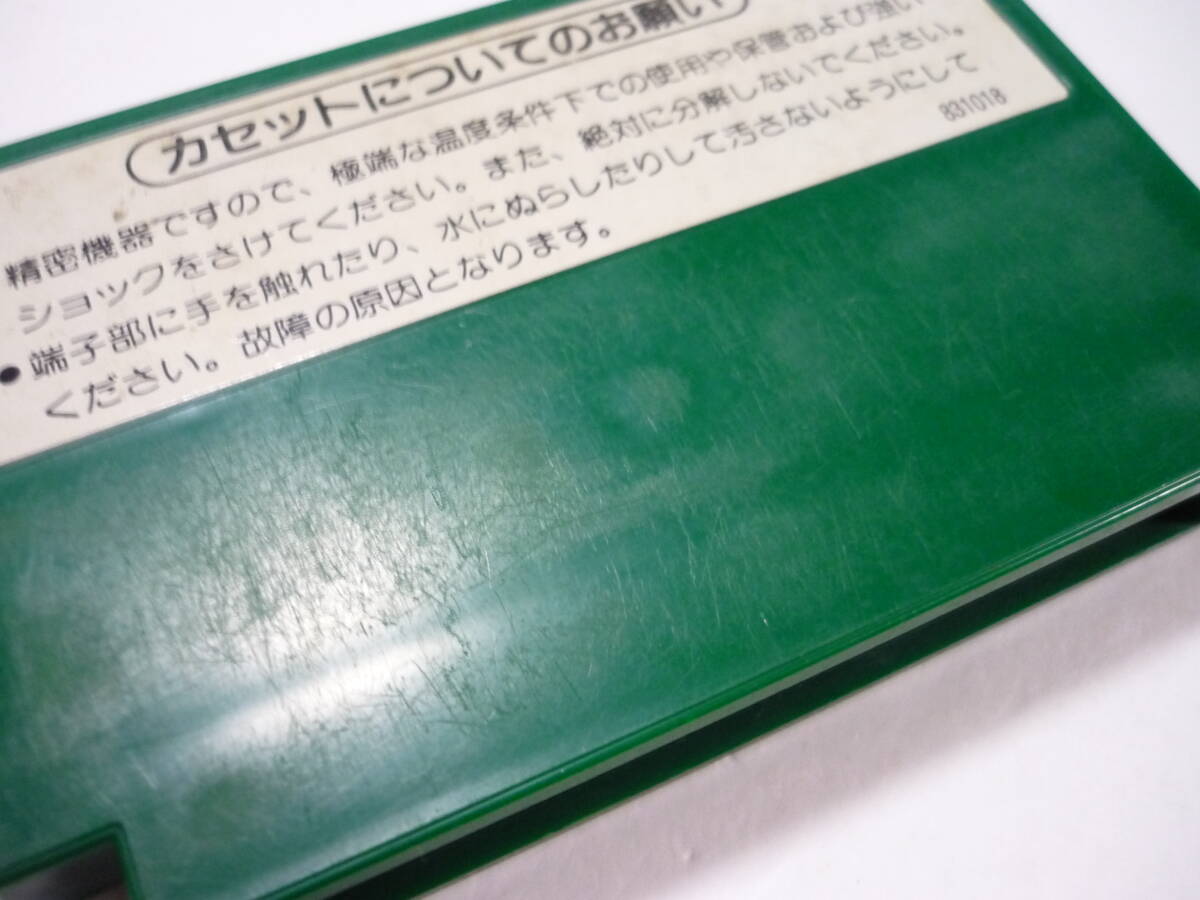 カセットについてのお願い
精密機器ですので、極端な温度条件下での使用や保管および強い
ショックをさけてください。また、絶対に分解しないでください。
●端子部に手を触れたり、水にぬらしたりして汚さないようにして
ください。故障の原因となります。
831018